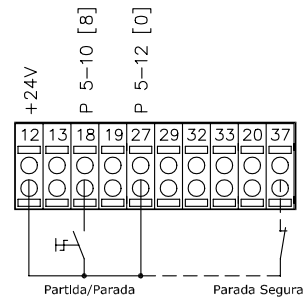 +24V
P 5-10 [8]
P 5-12 [0]
12 13 18 19 27 29 32 33 20 37
Partida/Parada
Parada Segura